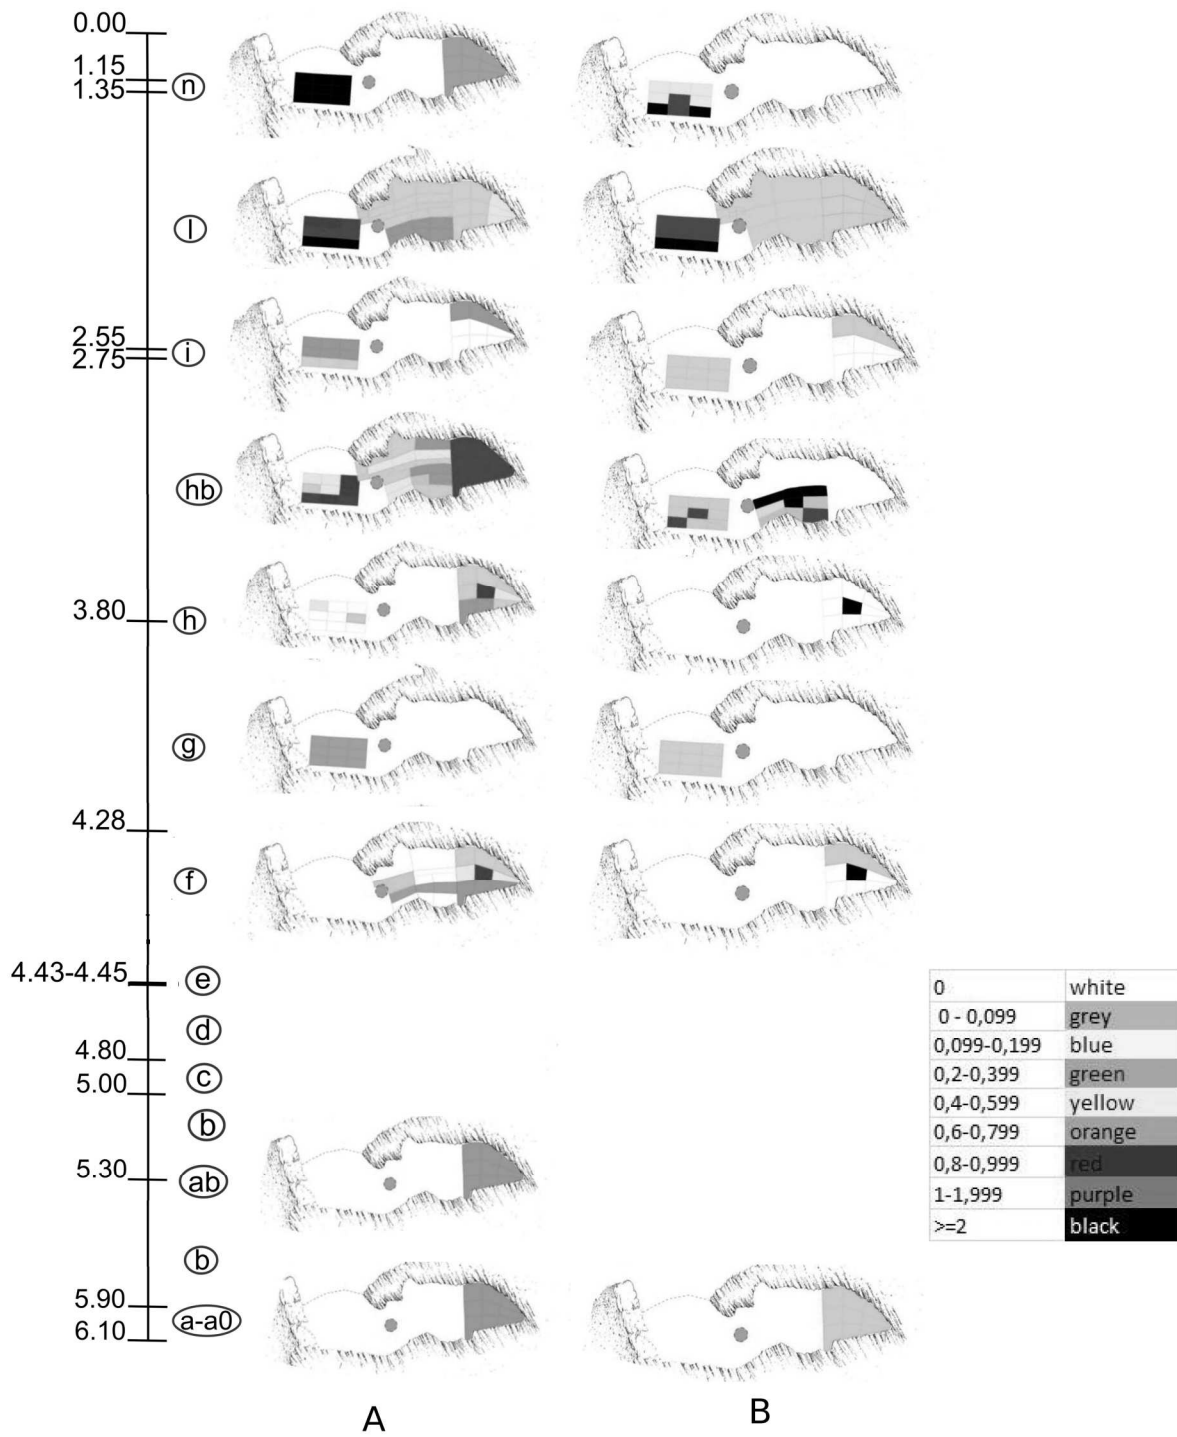 0.00
1.15
1.35
n
l
2.55
2.75
i
hb
3.80
h
g
4.28
f
4.43-4.45
e
d
4.80
c
5.00
b
5.30
ab
b
5.90
a-a0
6.10
A
B
0 white
0 - 0,099 grey
0,099-0,199 blue
0,2-0,399 green
0,4-0,599 yellow
0,6-0,799 orange
0,8-0,999 red
1-1,999 purple
>=2 black